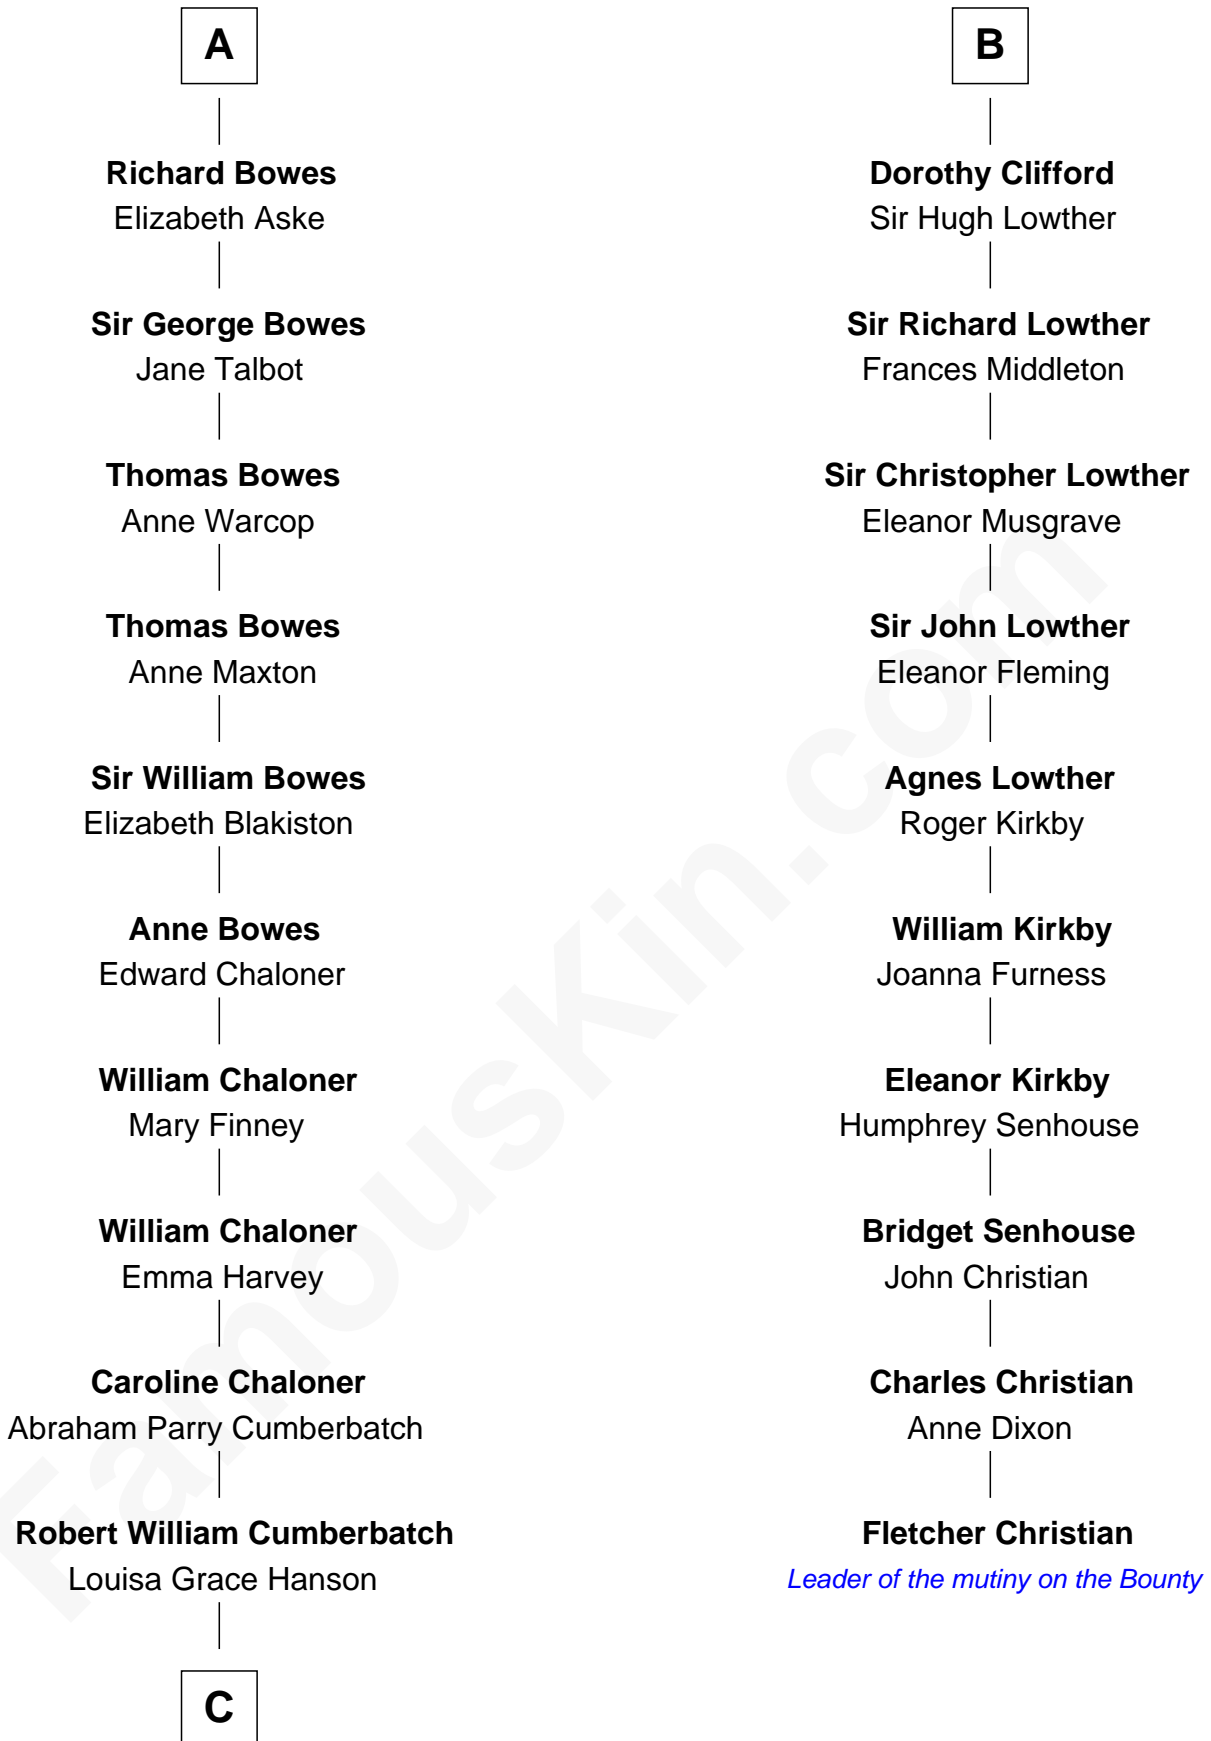 A
Richard Bowes
Elizabeth Aske
Sir George Bowes
Jane Talbot
Thomas Bowes
Anne Warcop
Thomas Bowes
Anne Maxton
Sir William Bowes
Elizabeth Blakiston
Anne Bowes
Edward Chaloner
William Chaloner
Mary Finney
William Chaloner
Emma Harvey
Caroline Chaloner
Abraham Parry Cumberbatch
Robert William Cumberbatch
Louisa Grace Hanson
C
B
Dorothy Clifford
Sir Hugh Lowther
Sir Richard Lowther
Frances Middleton
Sir Christopher Lowther
Eleanor Musgrave
Sir John Lowther
Eleanor Fleming
Agnes Lowther
Roger Kirkby
William Kirkby
Joanna Furness
Eleanor Kirkby
Humphrey Senhouse
Bridget Senhouse
John Christian
Charles Christian
Anne Dixon
Fletcher Christian
Leader of the mutiny on the Bounty
FamousKin.com